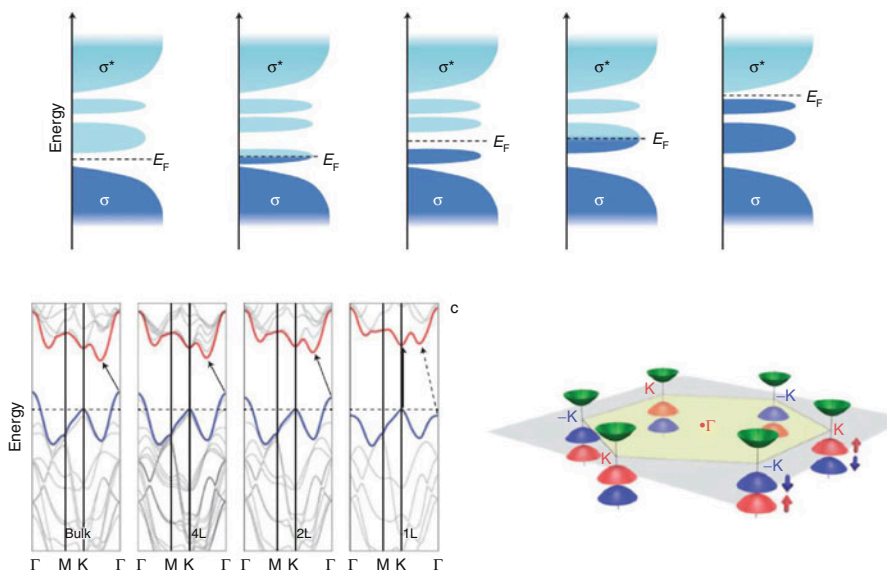 Energy
σ*
E_F
σ
σ*
E_F
σ
σ*
E_F
σ
σ*
E_F
σ
σ*
E_F
σ
Energy
Bulk
Γ M K Γ
4L
Γ M K Γ
2L
Γ M K Γ
1L
Γ M K Γ
c
K
−K
−K
K
Γ
K
−K